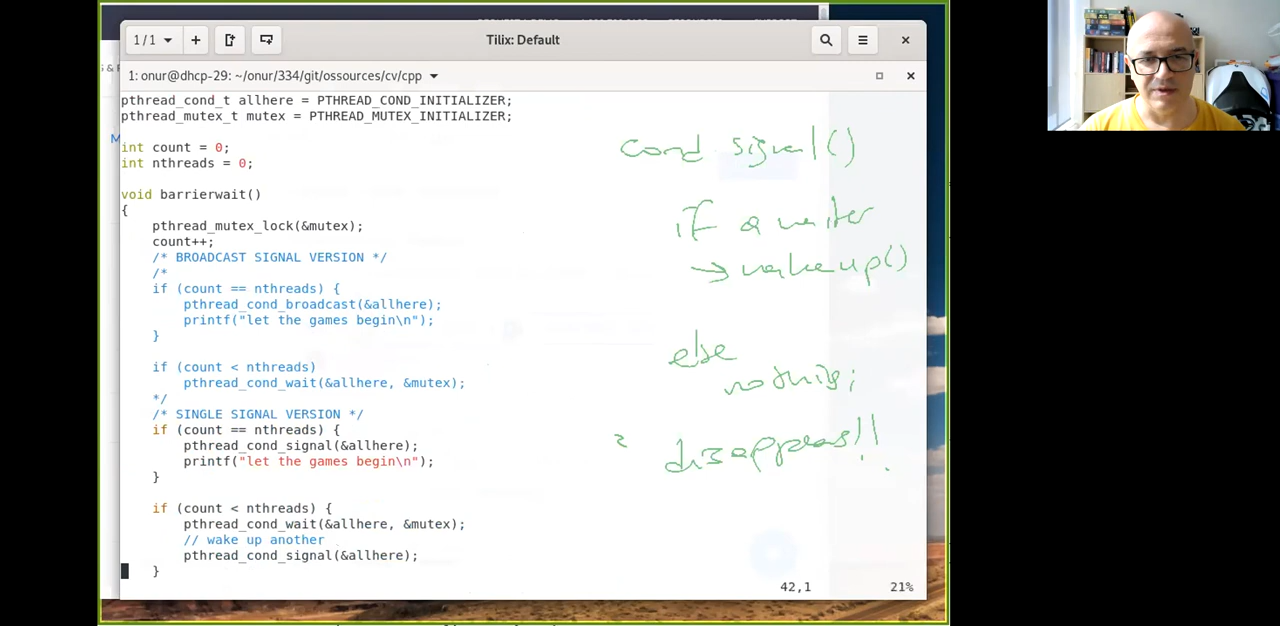 1/1
Tilix: Default
1: onur@dhcp-29: ~/onur/334/git/ossources/cv/cpp
pthread_cond_t allhere = PTHREAD_COND_INITIALIZER;
pthread_mutex_t mutex = PTHREAD_MUTEX_INITIALIZER;
int count = 0;
int nthreads = 0;
void barrierwait()
{
pthread_mutex_lock(&mutex);
count++;
/* BROADCAST SIGNAL VERSION */
/*
if (count == nthreads) {
pthread_cond_broadcast(&allhere);
printf("let the games begin\n");
}
if (count < nthreads)
pthread_cond_wait(&allhere, &mutex);
*/
/* SINGLE SIGNAL VERSION */
if (count == nthreads) {
pthread_cond_signal(&allhere);
printf("let the games begin\n");
}
if (count < nthreads) {
pthread_cond_wait(&allhere, &mutex);
// wake up another
pthread_cond_signal(&allhere);
}
42,1 21%
cond signal()
if a waiter
→ wakeup()
else
nothing;
disappears!!